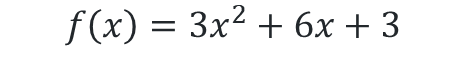 f(x) = 3x² + 6x + 3